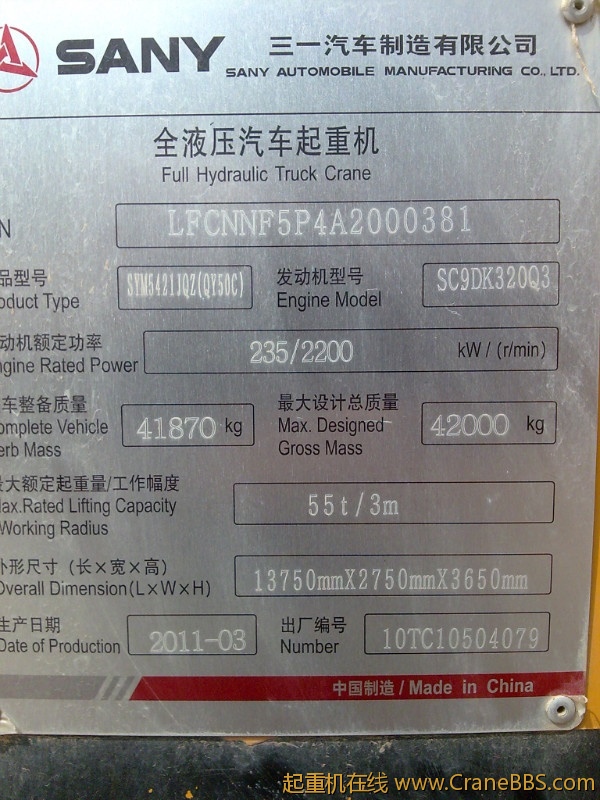 SANY 三一汽车制造有限公司
SANY AUTOMOBILE MANUFACTURING CO., LTD.
全液压汽车起重机
Full Hydraulic Truck Crane
N LFCNNF5P4A2000381
品型号 SYM5421JQZ(QY50C) 发动机型号 SC9DK320Q3
oduct Type Engine Model
动机额定功率 235/2200 kW/(r/min)
ngine Rated Power
车整备质量 41870 kg 最大设计总质量 42000 kg
omplete Vehicle Max. Designed
erb Mass Gross Mass
最大额定起重量/工作幅度 55t/3m
Max.Rated Lifting Capacity
Working Radius
外形尺寸（长×宽×高） 13750mmX2750mmX3650mm
Overall Dimension(L×W×H)
生产日期 2011-03 出厂编号 10TC10504079
Date of Production Number
中国制造 / Made in China
起重机在线 www.CraneBBS.com